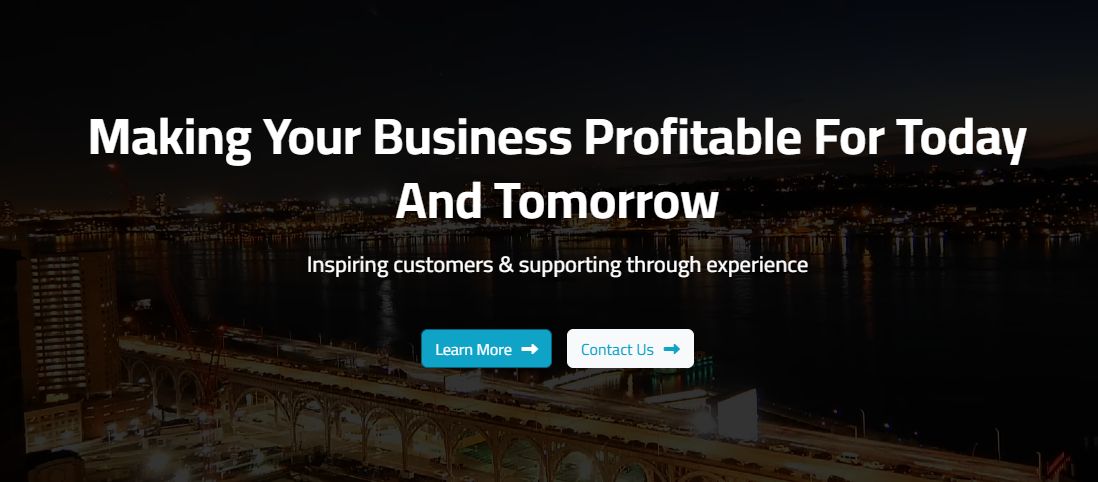 Making Your Business Profitable For Today
And Tomorrow
Inspiring customers & supporting through experience
Learn More
Contact Us